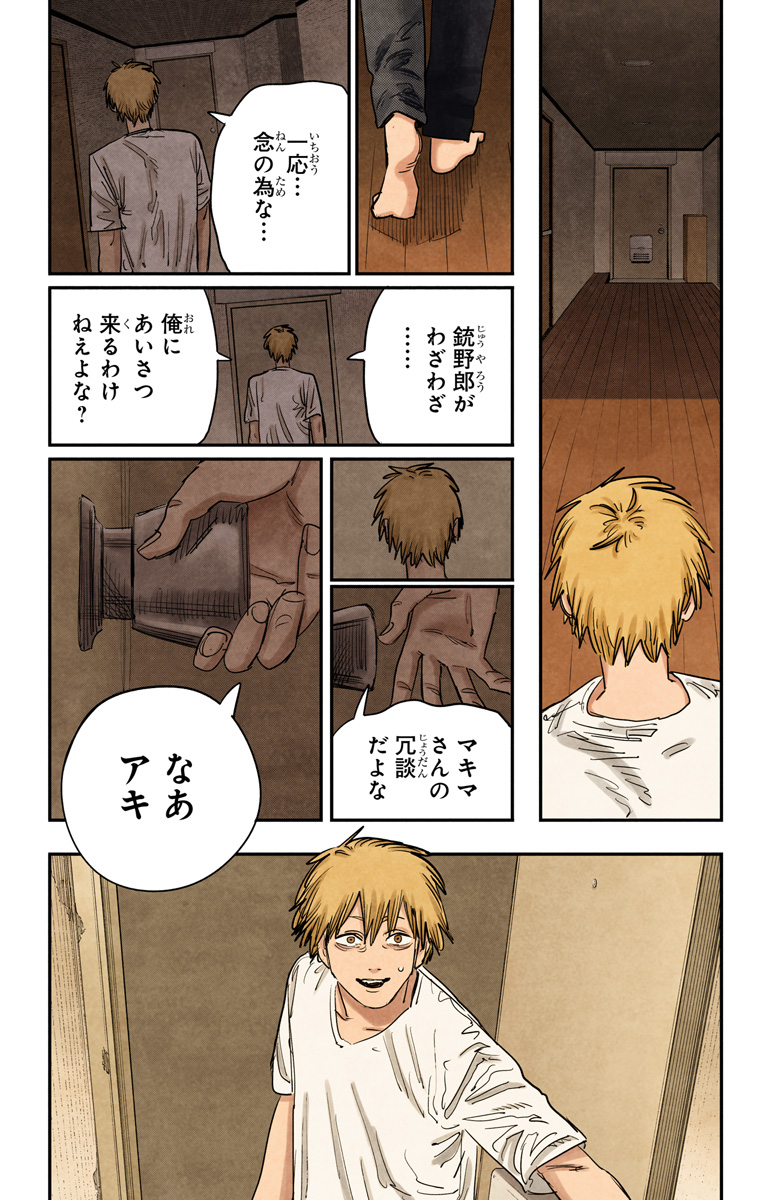 一応…
念の為な…
銃野郎が
わざわざ
……
俺に
あいさつ
来るわけ
ねえよな？
マキマ
さんの
冗談
だよな
なあ
アキ